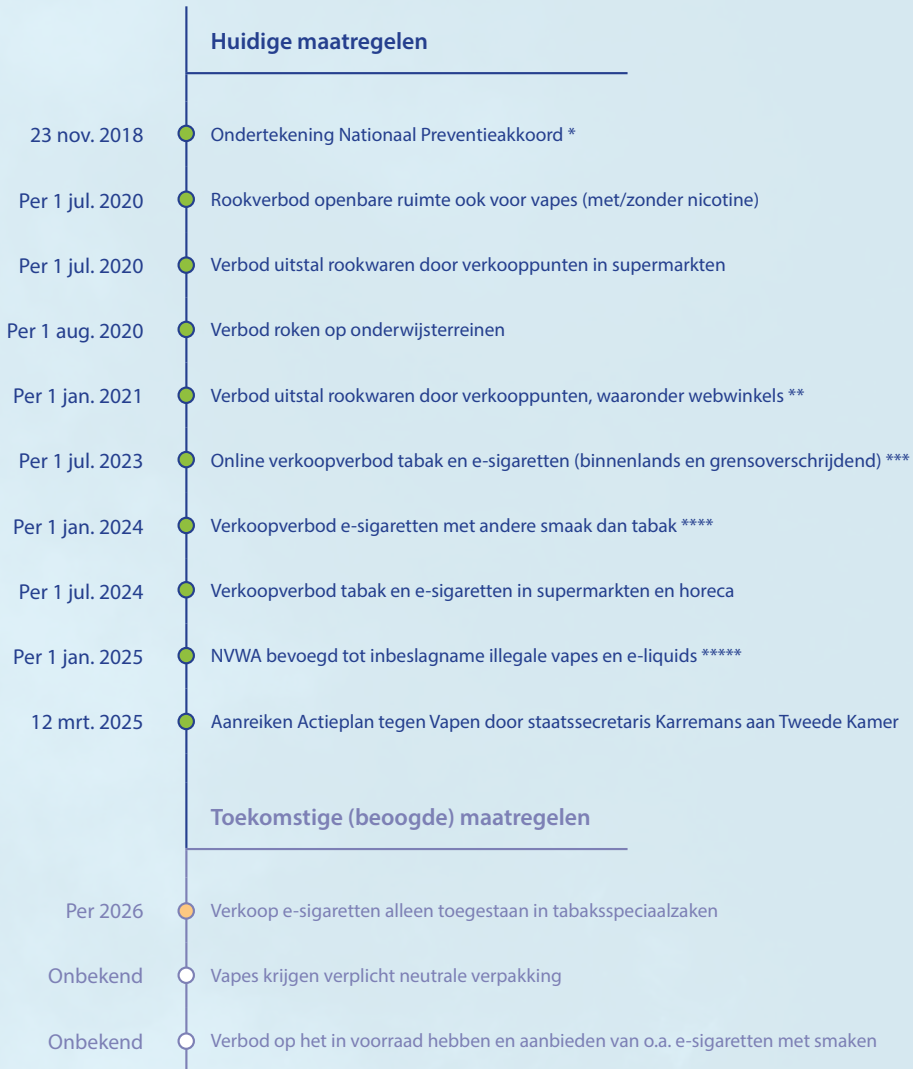 Huidige maatregelen
23 nov. 2018 Ondertekening Nationaal Preventieakkoord *
Per 1 jul. 2020 Rookverbod openbare ruimte ook voor vapes (met/zonder nicotine)
Per 1 jul. 2020 Verbod uitstal rookwaren door verkooppunten in supermarkten
Per 1 aug. 2020 Verbod roken op onderwijsterreinen
Per 1 jan. 2021 Verbod uitstal rookwaren door verkooppunten, waaronder webwinkels **
Per 1 jul. 2023 Online verkoopverbod tabak en e-sigaretten (binnenlands en grensoverschrijdend) ***
Per 1 jan. 2024 Verkoopverbod e-sigaretten met andere smaak dan tabak ****
Per 1 jul. 2024 Verkoopverbod tabak en e-sigaretten in supermarkten en horeca
Per 1 jan. 2025 NVWA bevoegd tot inbeslagname illegale vapes en e-liquids *****
12 mrt. 2025 Aanreiken Actieplan tegen Vapen door staatssecretaris Karremans aan Tweede Kamer
Toekomstige (beoogde) maatregelen
Per 2026 Verkoop e-sigaretten alleen toegestaan in tabaksspeciaalzaken
Onbekend Vapes krijgen verplicht neutrale verpakking
Onbekend Verbod op het in voorraad hebben en aanbieden van o.a. e-sigaretten met smaken